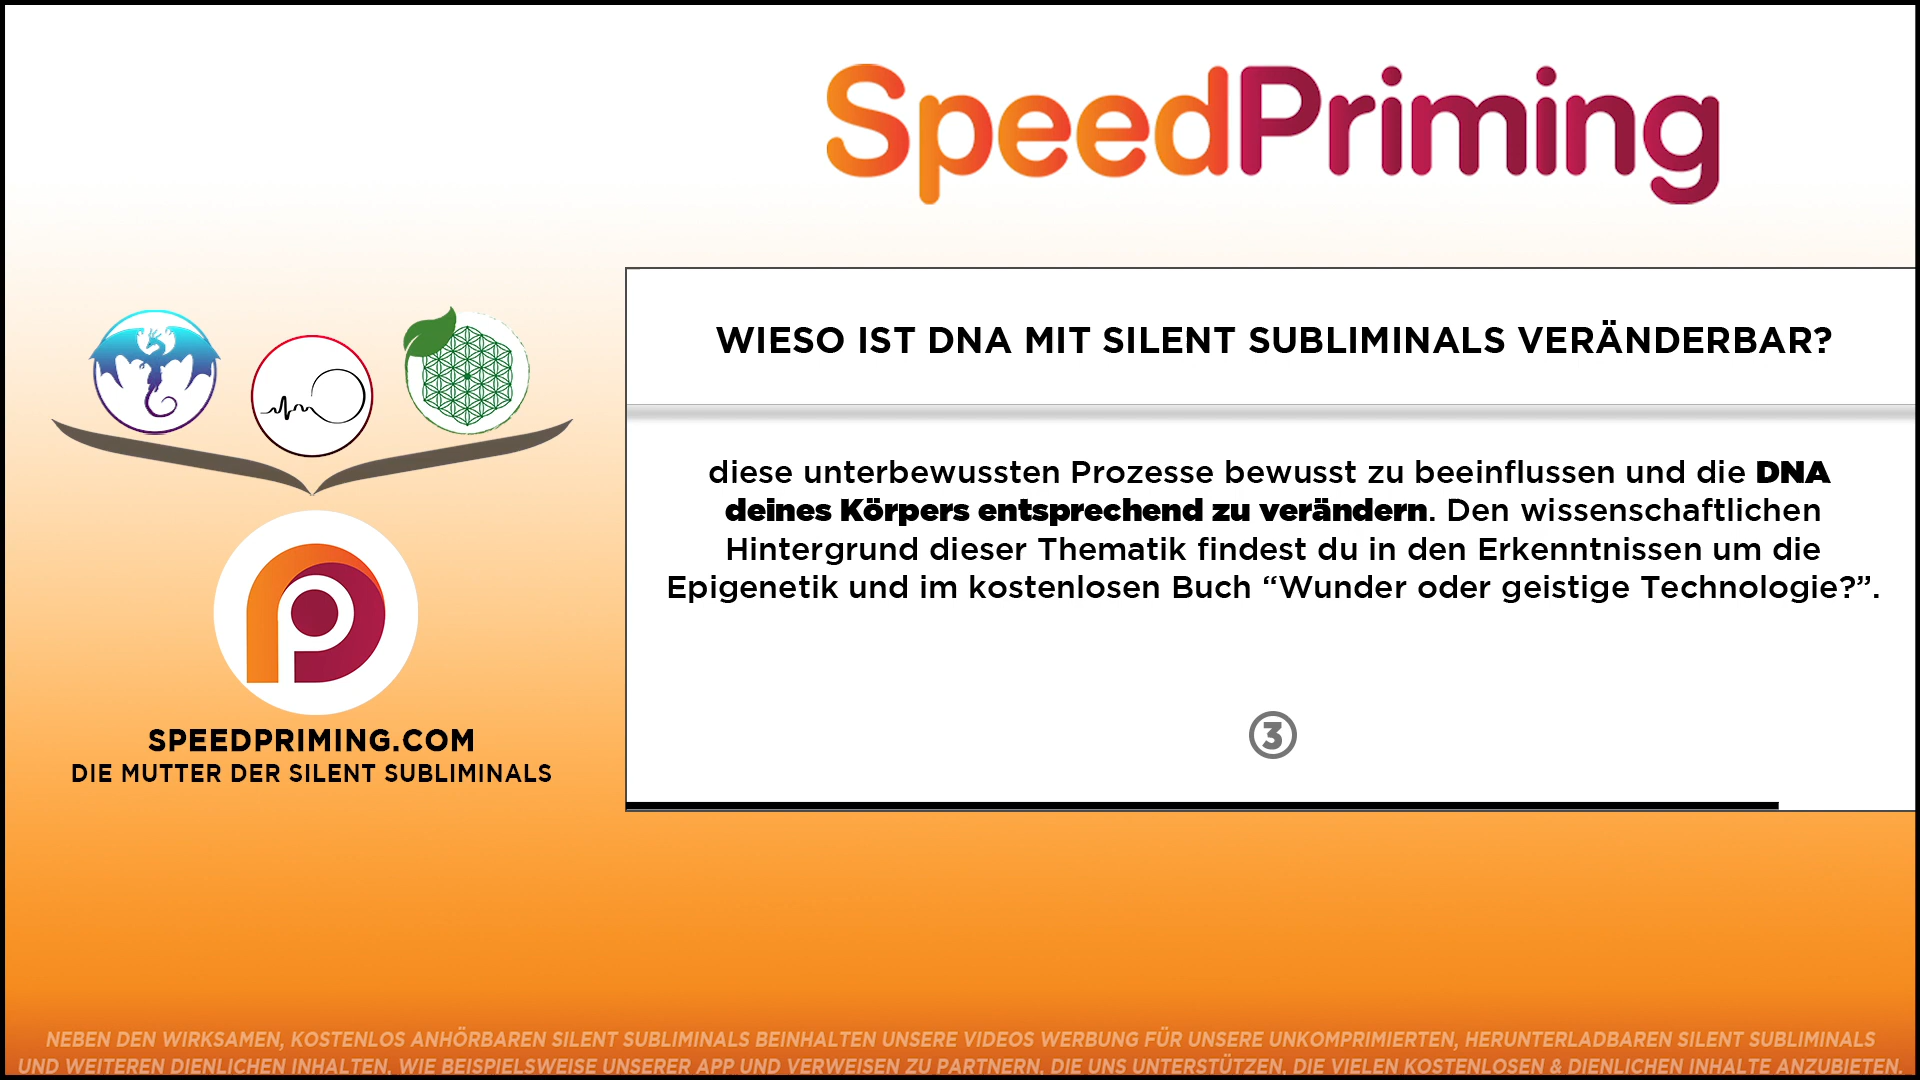 SpeedPriming
WIESO IST DNA MIT SILENT SUBLIMINALS VERÄNDERBAR?
diese unterbewussten Prozesse bewusst zu beeinflussen und die DNA
deines Körpers entsprechend zu verändern. Den wissenschaftlichen
Hintergrund dieser Thematik findest du in den Erkenntnissen um die
Epigenetik und im kostenlosen Buch “Wunder oder geistige Technologie?”.
3
SPEEDPRIMING.COM
DIE MUTTER DER SILENT SUBLIMINALS
NEBEN DEN WIRKSAMEN, KOSTENLOS ANHÖRBAREN SILENT SUBLIMINALS BEINHALTEN UNSERE VIDEOS WERBUNG FÜR UNSERE UNKOMPRIMIERTEN, HERUNTERLADBAREN SILENT SUBLIMINALS
UND WEITEREN DIENLICHEN INHALTEN, WIE BEISPIELSWEISE UNSERER APP UND VERWEISEN ZU PARTNERN, DIE UNS UNTERSTÜTZEN, DIE VIELEN KOSTENLOSEN & DIENLICHEN INHALTE ANZUBIETEN.